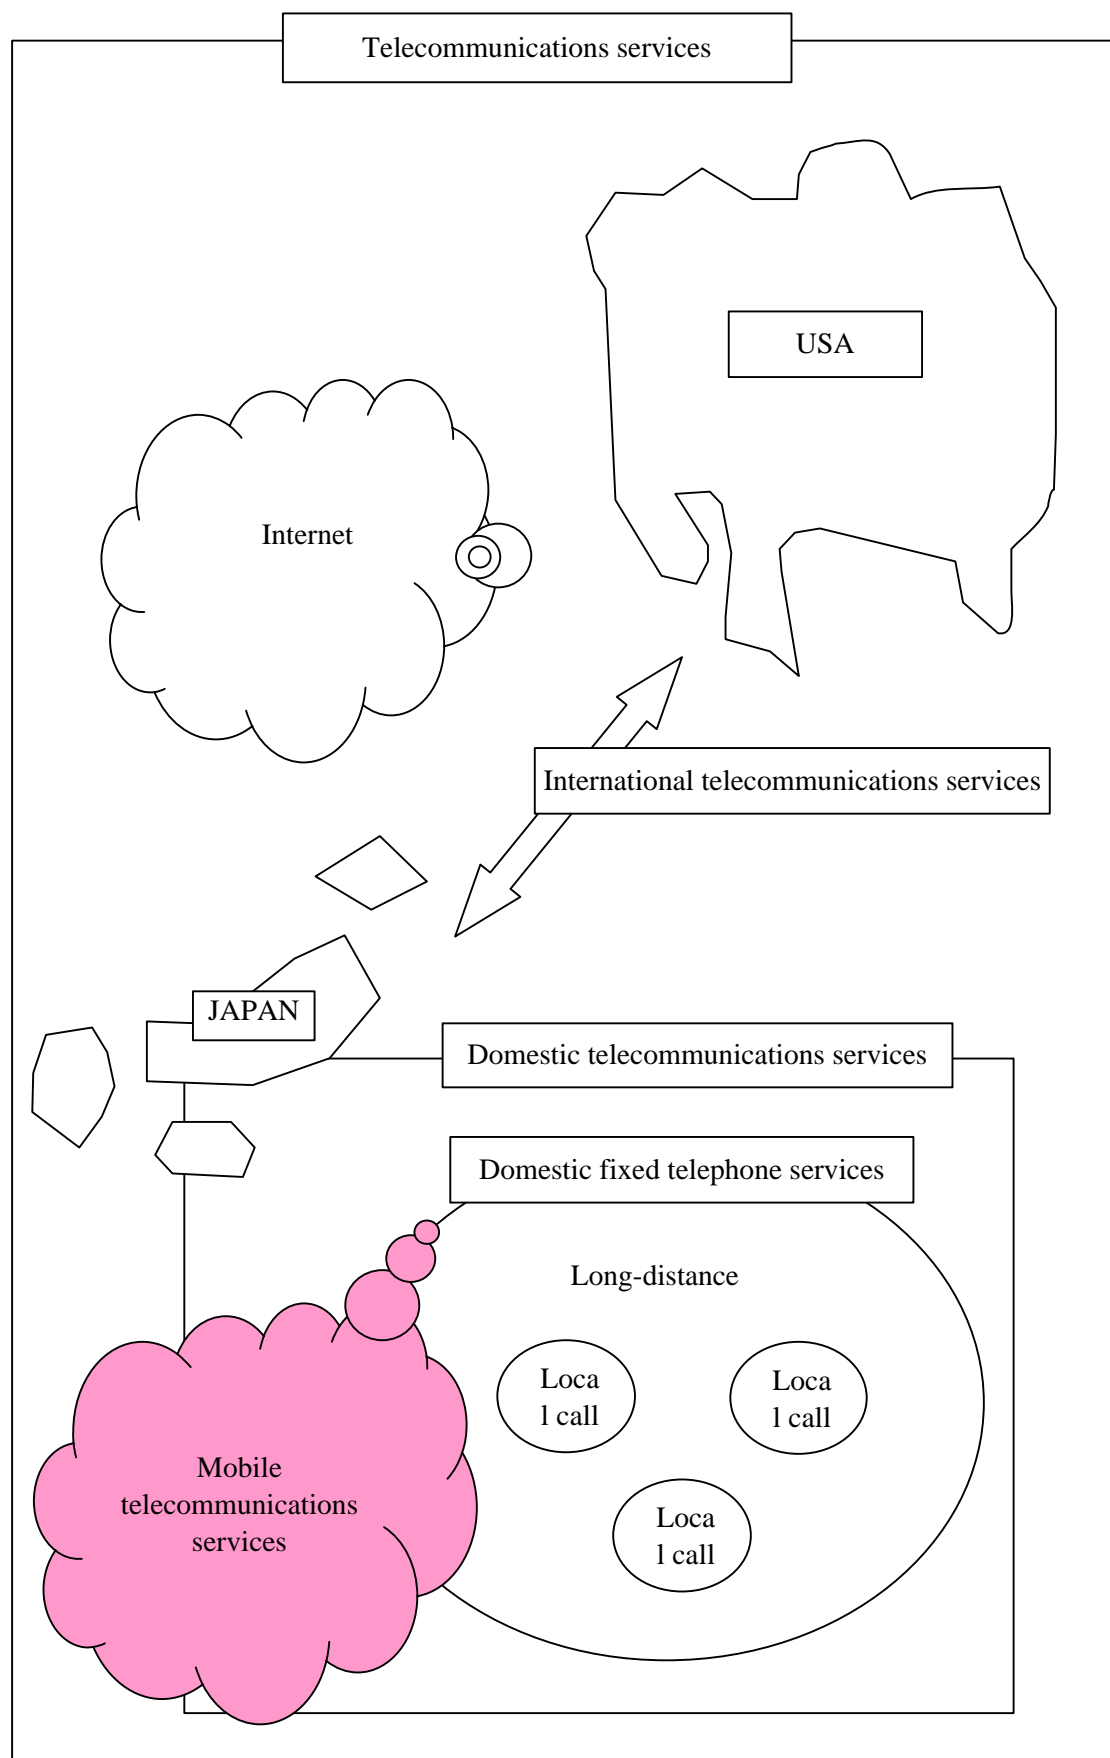 Telecommunications services
USA
Internet
International telecommunications services
JAPAN
Domestic telecommunications services
Domestic fixed telephone services
Long-distance
Loca
l call
Loca
l call
Mobile
telecommunications
services
Loca
l call